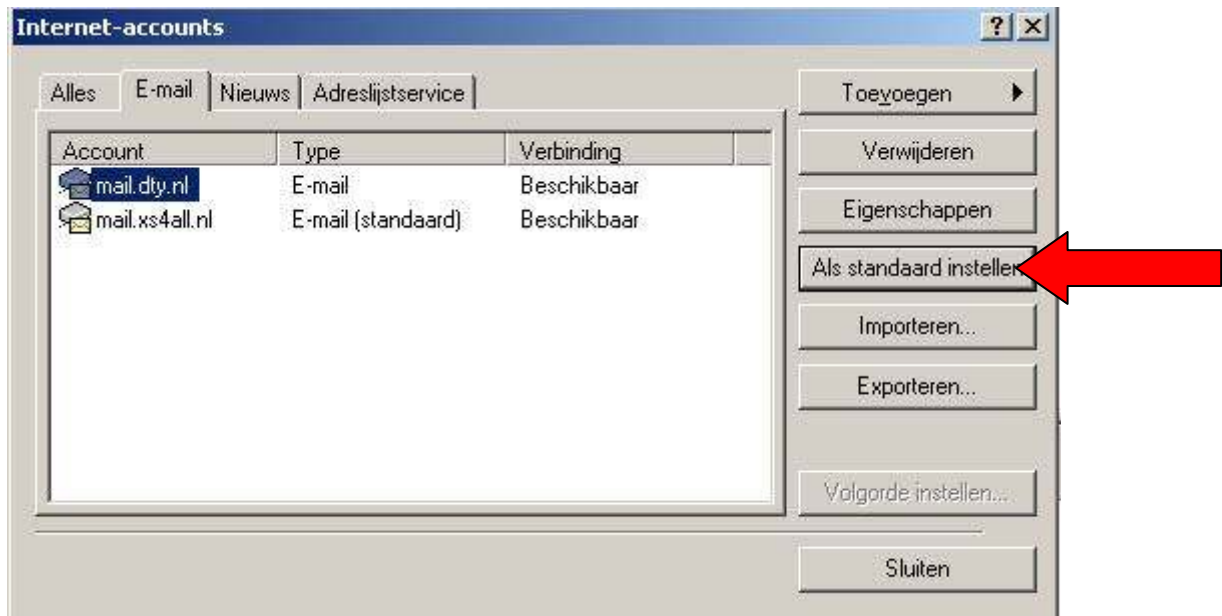 Internet-accounts
Alles E-mail Nieuws Adreslijstservice
Account Type Verbinding
mail.dty.nl E-mail Beschikbaar
mail.xs4all.nl E-mail (standaard) Beschikbaar
Toevoegen
Verwijderen
Eigenschappen
Als standaard instellen
Importeren...
Exporteren...
Volgorde instellen...
Sluiten